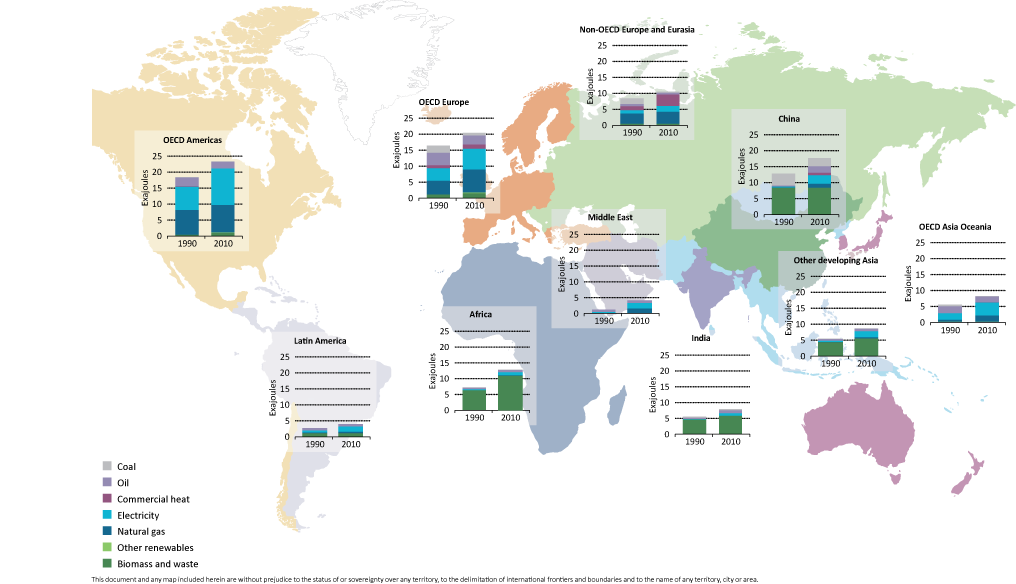 Non-OECD Europe and Eurasia
Exajoules
25
20
15
10
5
0
1990 2010
OECD Europe
Exajoules
25
20
15
10
5
0
1990 2010
China
Exajoules
25
20
15
10
5
0
1990 2010
OECD Americas
Exajoules
25
20
15
10
5
0
1990 2010
Middle East
Exajoules
25
20
15
10
5
0
1990 2010
OECD Asia Oceania
Exajoules
25
20
15
10
5
0
1990 2010
Other developing Asia
Exajoules
25
20
15
10
5
0
1990 2010
Africa
Exajoules
25
20
15
10
5
0
1990 2010
India
Exajoules
25
20
15
10
5
0
1990 2010
Latin America
Exajoules
25
20
15
10
5
0
1990 2010
Coal
Oil
Commercial heat
Electricity
Natural gas
Other renewables
Biomass and waste
This document and any map included herein are without prejudice to the status of or sovereignty over any territory, to the delimitation of international frontiers and boundaries and to the name of any territory, city or area.